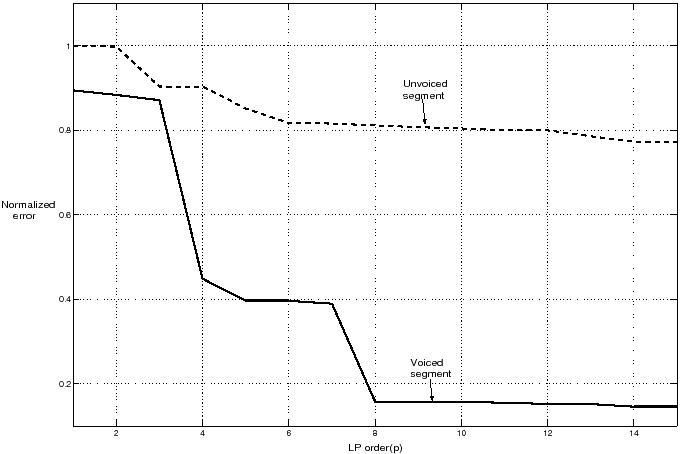 1
0.8
0.6
0.4
0.2
Normalized
error
Unvoiced
segment
Voiced
segment
2 4 6 8 10 12 14
LP order(p)